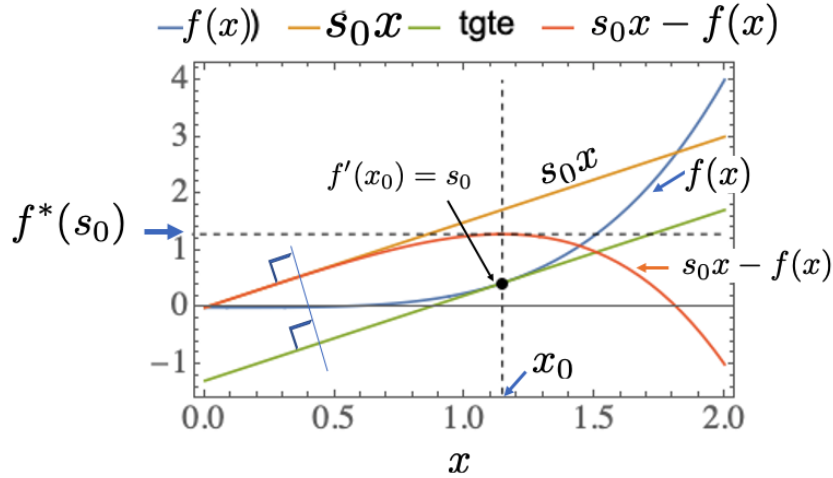 f(x)) s₀x tgte s₀x − f(x)
4
3
2
1
0
−1
f*(s₀)
f′(x₀) = s₀
s₀x
f(x)
s₀x − f(x)
x₀
0.0 0.5 1.0 1.5 2.0
x